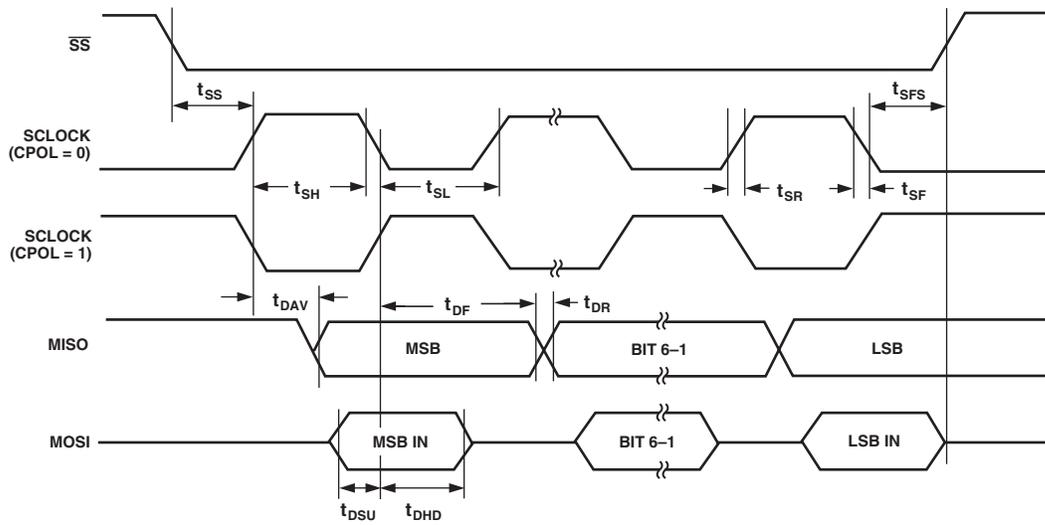 SS
tSS
tSFS
SCLOCK
(CPOL = 0)
tSH
tSL
tSR
tSF
SCLOCK
(CPOL = 1)
tDAV
tDF
tDR
MISO
MSB
BIT 6–1
LSB
MOSI
MSB IN
BIT 6–1
LSB IN
tDSU
tDHD